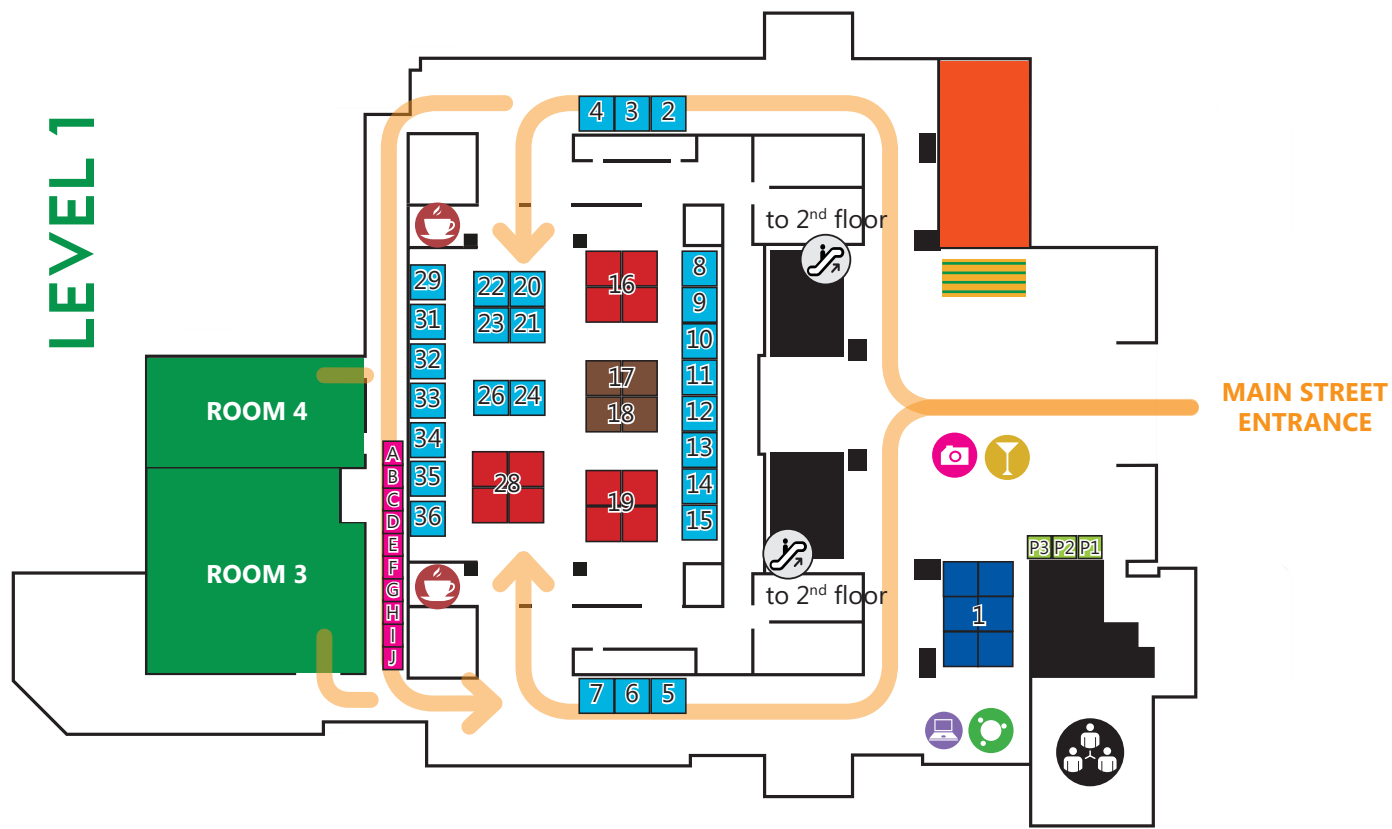 LEVEL 1
4 3 2
to 2nd floor
29
31
32
33
34
35
36
22 20
23 21
26 24
28
16
17
18
19
8
9
10
11
12
13
14
15
MAIN STREET
ENTRANCE
ROOM 4
ROOM 3
A
B
C
D
E
F
G
H
I
J
P3 P2 P1
1
to 2nd floor
7 6 5